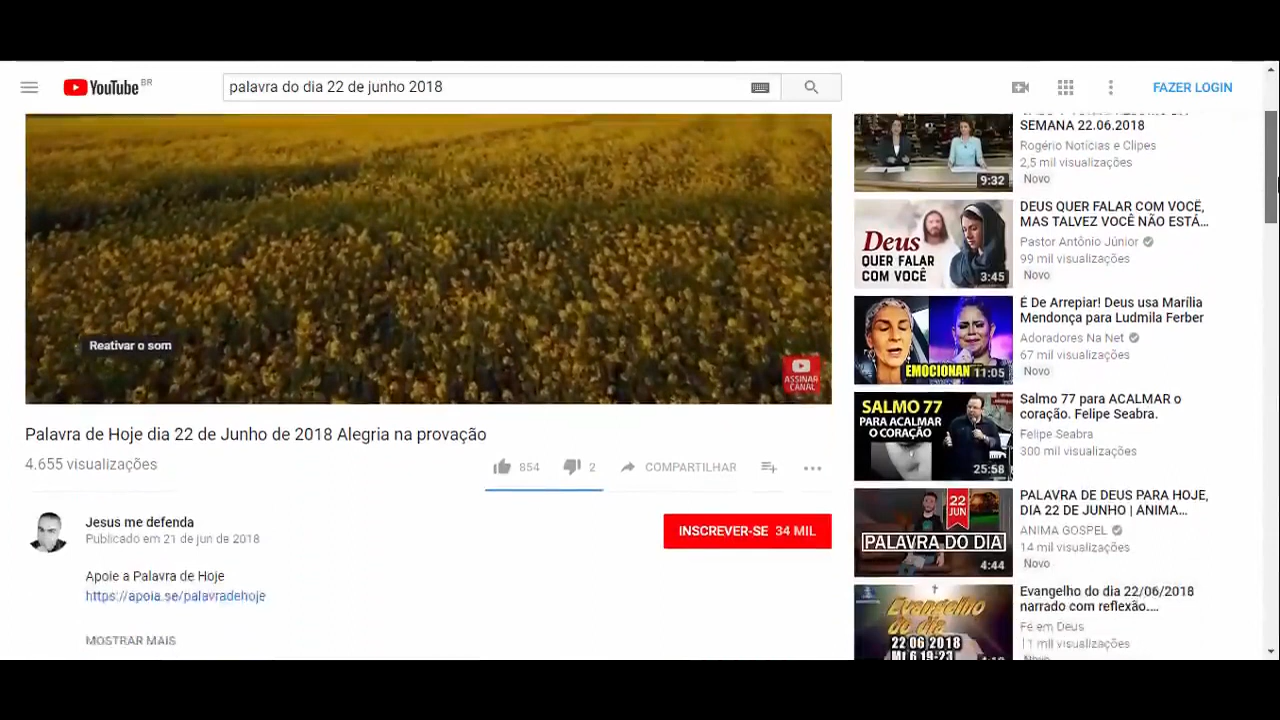 YouTube BR
palavra do dia 22 de junho 2018
FAZER LOGIN
Reativar o som
ASSINAR
CANAL
Palavra de Hoje dia 22 de Junho de 2018 Alegria na provação
4.655 visualizações
854
2
COMPARTILHAR
Jesus me defenda
Publicado em 21 de jun de 2018
INSCREVER-SE 34 MIL
Apoie a Palavra de Hoje
https://apoia.se/palavradehoje
MOSTRAR MAIS
9:32
SEMANA 22.06.2018
Rogério Notícias e Clipes
2,5 mil visualizações
Novo
Deus
QUER FALAR
COM VOCÊ
3:45
DEUS QUER FALAR COM VOCÊ,
MAS TALVEZ VOCÊ NÃO ESTÁ...
Pastor Antônio Júnior
99 mil visualizações
Novo
EMOCIONAN
11:05
É De Arrepiar! Deus usa Marília
Mendonça para Ludmila Ferber
Adoradores Na Net
67 mil visualizações
Novo
SALMO 77
PARA ACALMAR
O CORAÇÃO
25:58
Salmo 77 para ACALMAR o
coração. Felipe Seabra.
Felipe Seabra
300 mil visualizações
22
JUN
PALAVRA DO DIA
4:44
PALAVRA DE DEUS PARA HOJE,
DIA 22 DE JUNHO | ANIMA...
ANIMA GOSPEL
14 mil visualizações
Novo
Evangelho
do dia
22 06 2018
Mt 6 19-23
Evangelho do dia 22/06/2018
narrado com reflexão....
Fé em Deus
11 mil visualizações
Novo